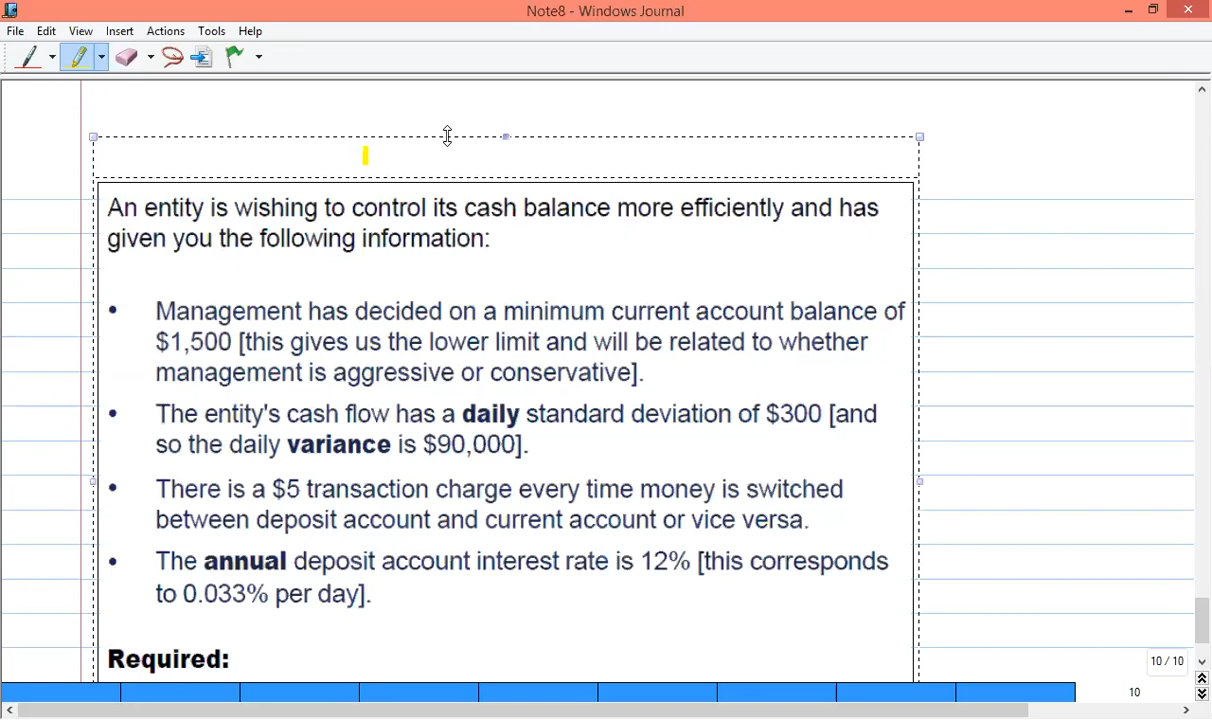 Note8 - Windows Journal
File Edit View Insert Actions Tools Help
An entity is wishing to control its cash balance more efficiently and has
given you the following information:
• Management has decided on a minimum current account balance of
$1,500 [this gives us the lower limit and will be related to whether
management is aggressive or conservative].
• The entity's cash flow has a daily standard deviation of $300 [and
so the daily variance is $90,000].
• There is a $5 transaction charge every time money is switched
between deposit account and current account or vice versa.
• The annual deposit account interest rate is 12% [this corresponds
to 0.033% per day].
Required:
10 / 10
10